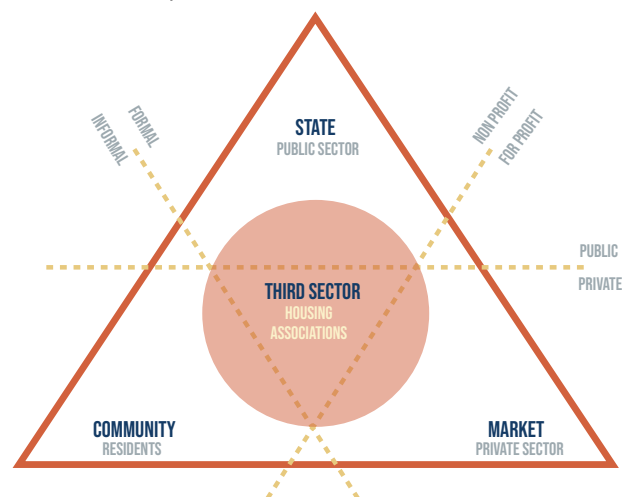 FORMAL
INFORMAL
NON PROFIT
FOR PROFIT
STATE
PUBLIC SECTOR
PUBLIC
PRIVATE
THIRD SECTOR
HOUSING
ASSOCIATIONS
COMMUNITY
RESIDENTS
MARKET
PRIVATE SECTOR